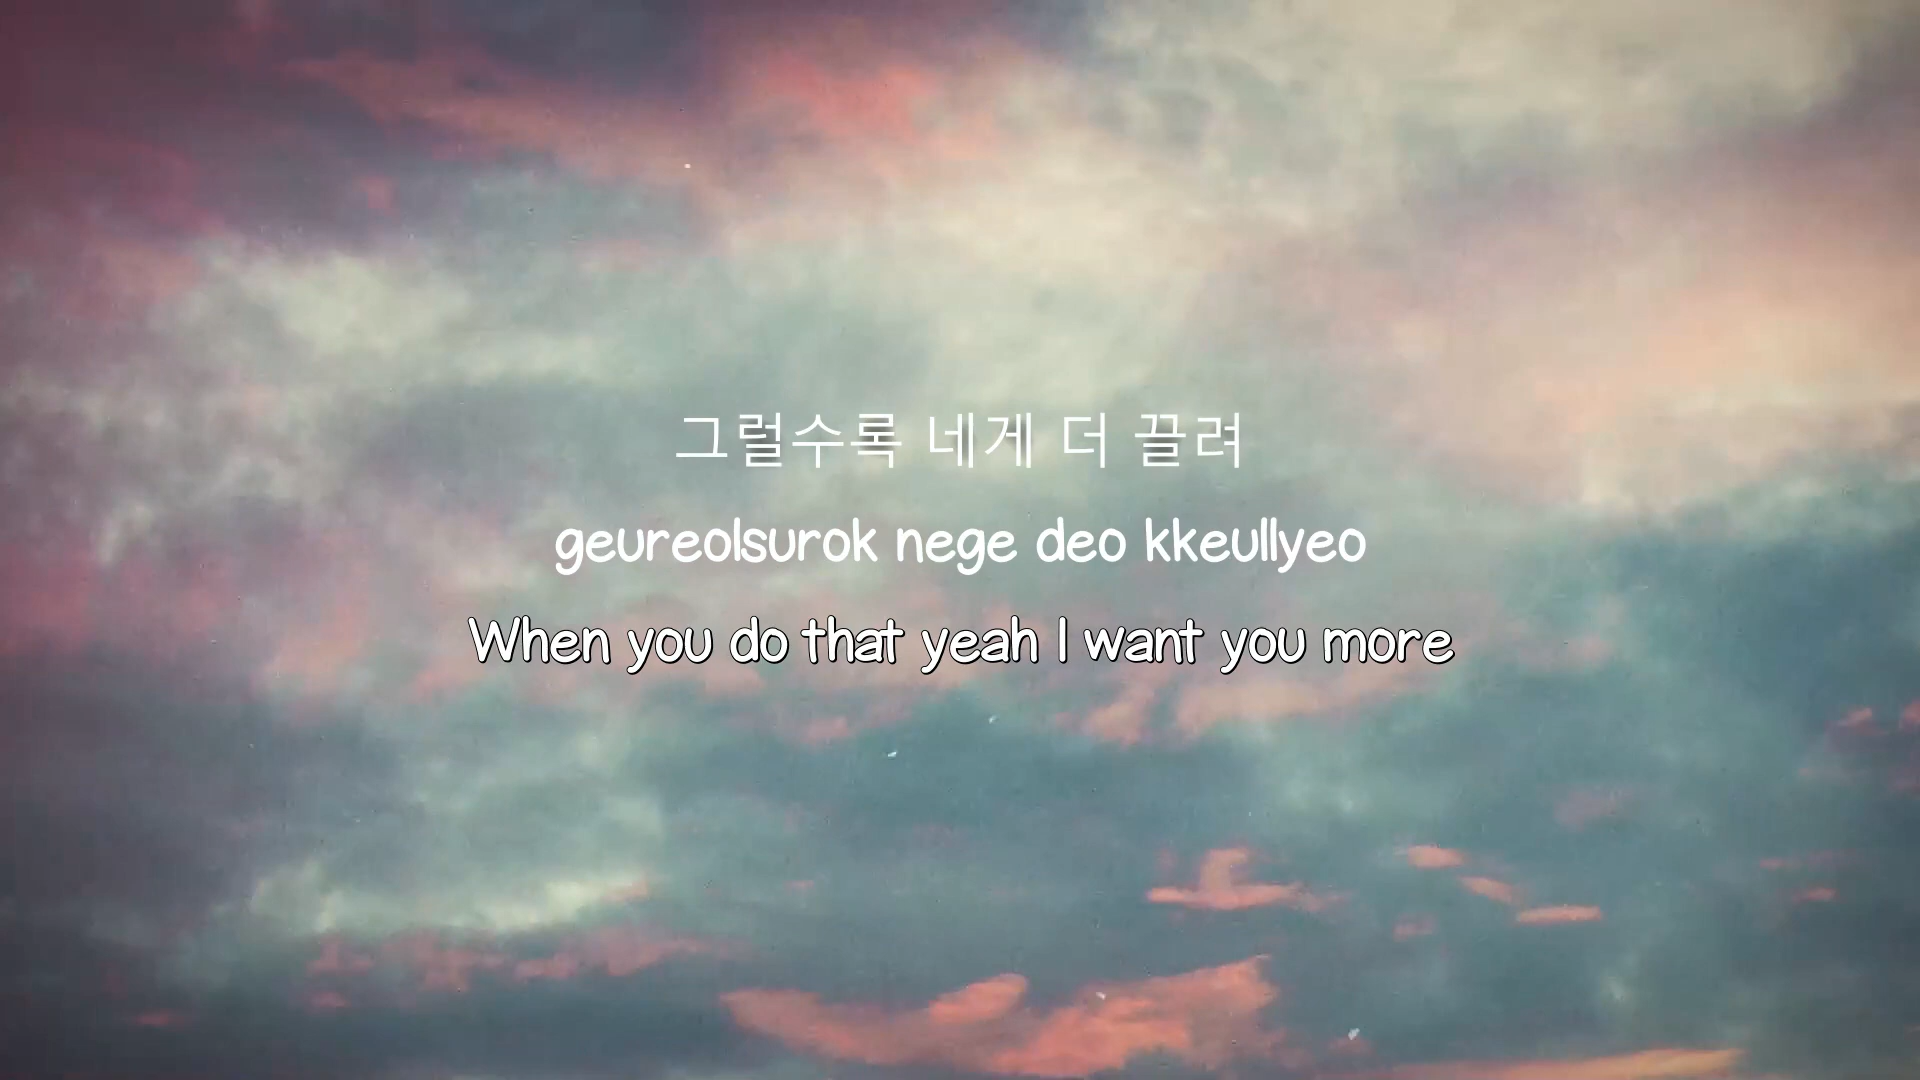 그럴수록 네게 더 끌려
geureolsurok nege deo kkeullyeo
When you do that yeah I want you more